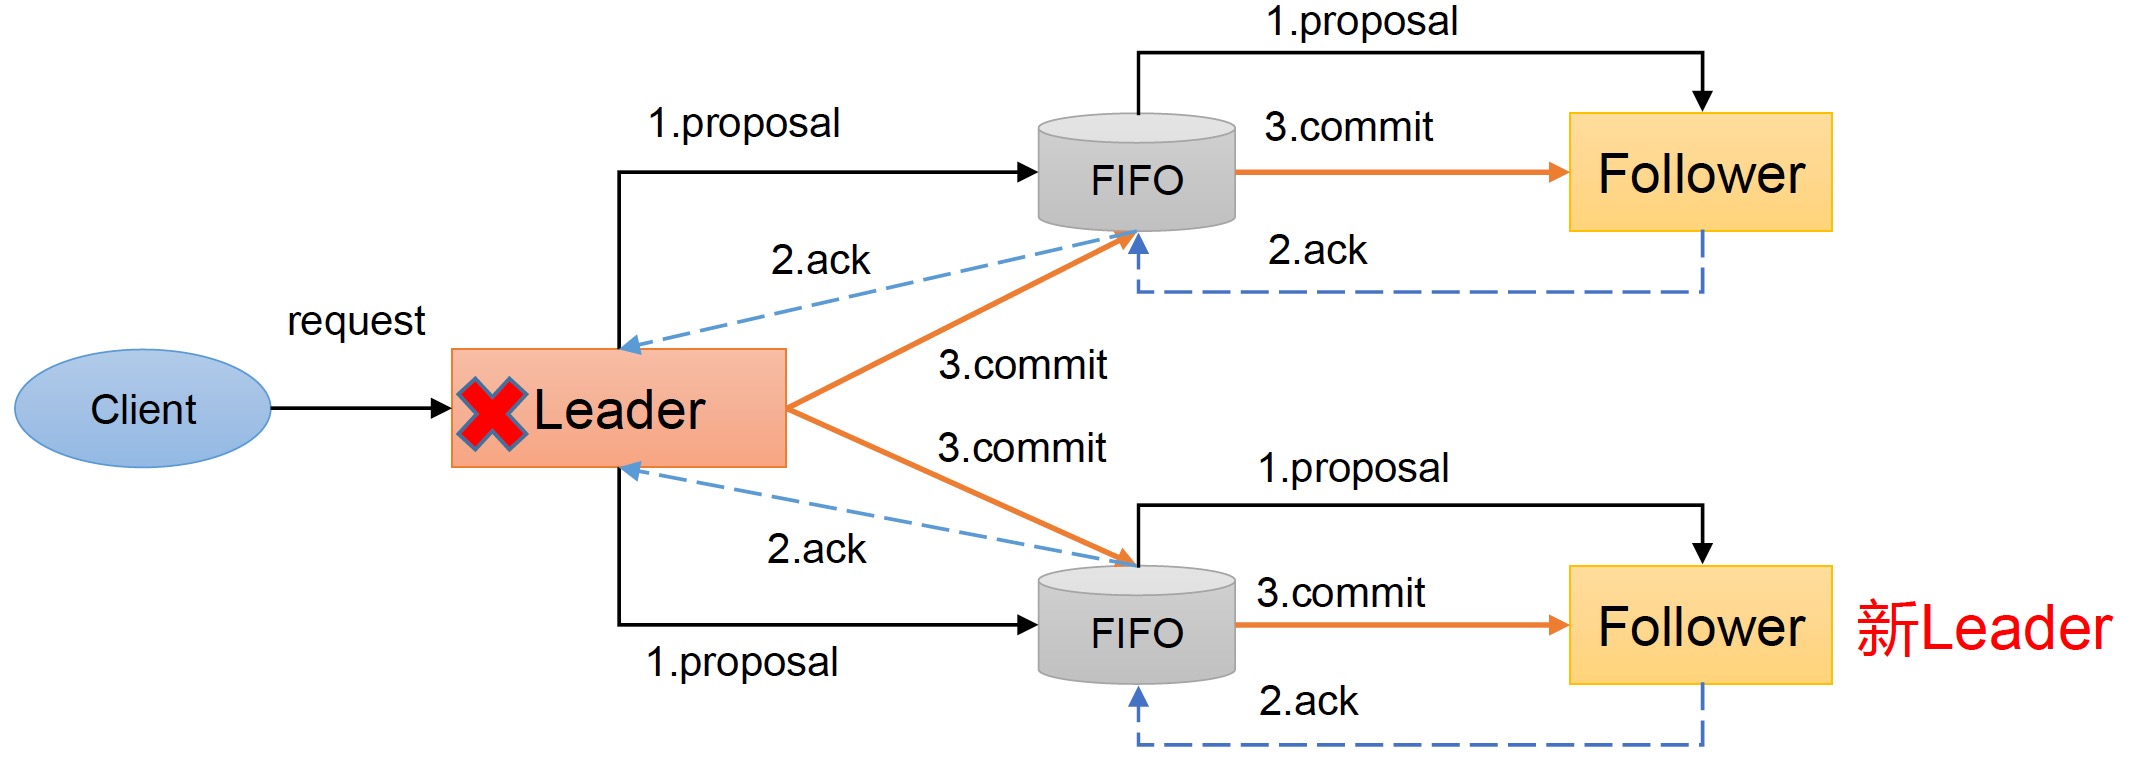 1.proposal
1.proposal
3.commit
FIFO
Follower
2.ack
2.ack
request
3.commit
Client
Leader
3.commit
1.proposal
2.ack
3.commit
FIFO
Follower
新Leader
1.proposal
2.ack